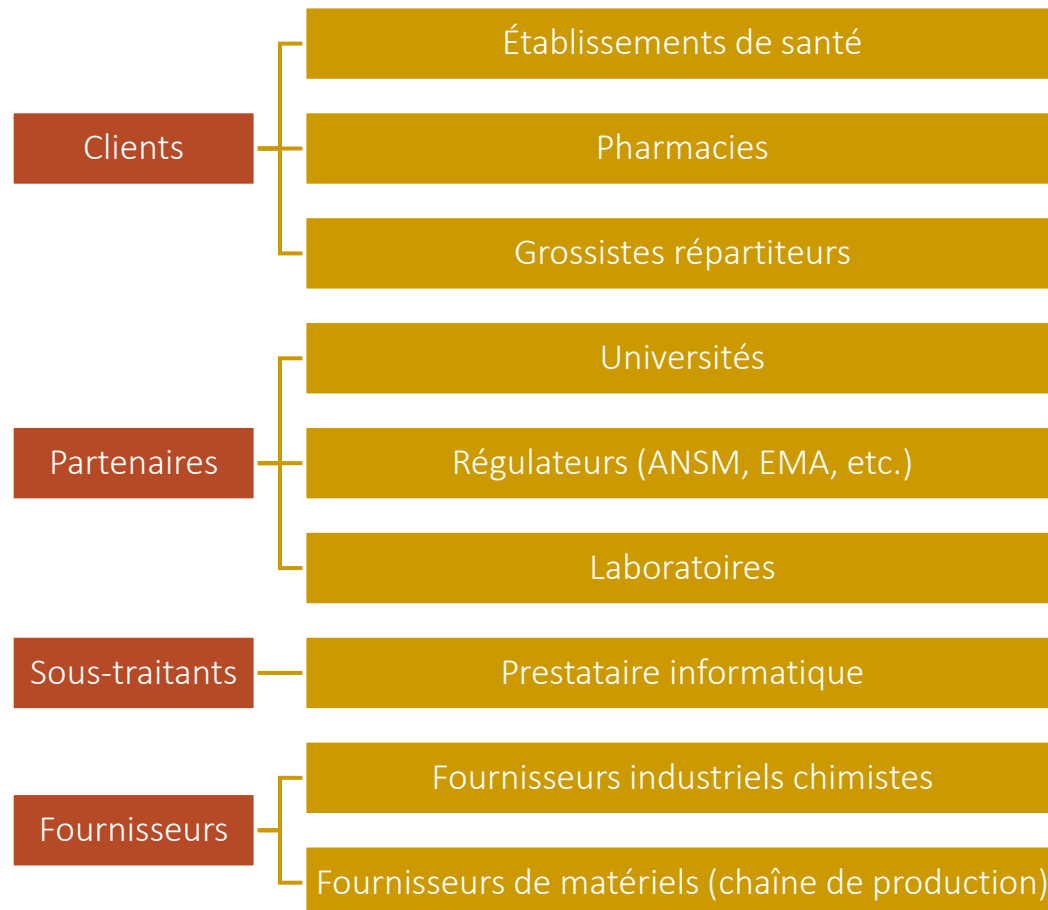 Clients
Établissements de santé
Pharmacies
Grossistes répartiteurs
Partenaires
Universités
Régulateurs (ANSM, EMA, etc.)
Laboratoires
Sous-traitants
Prestataire informatique
Fournisseurs
Fournisseurs industriels chimistes
Fournisseurs de matériels (chaîne de production)